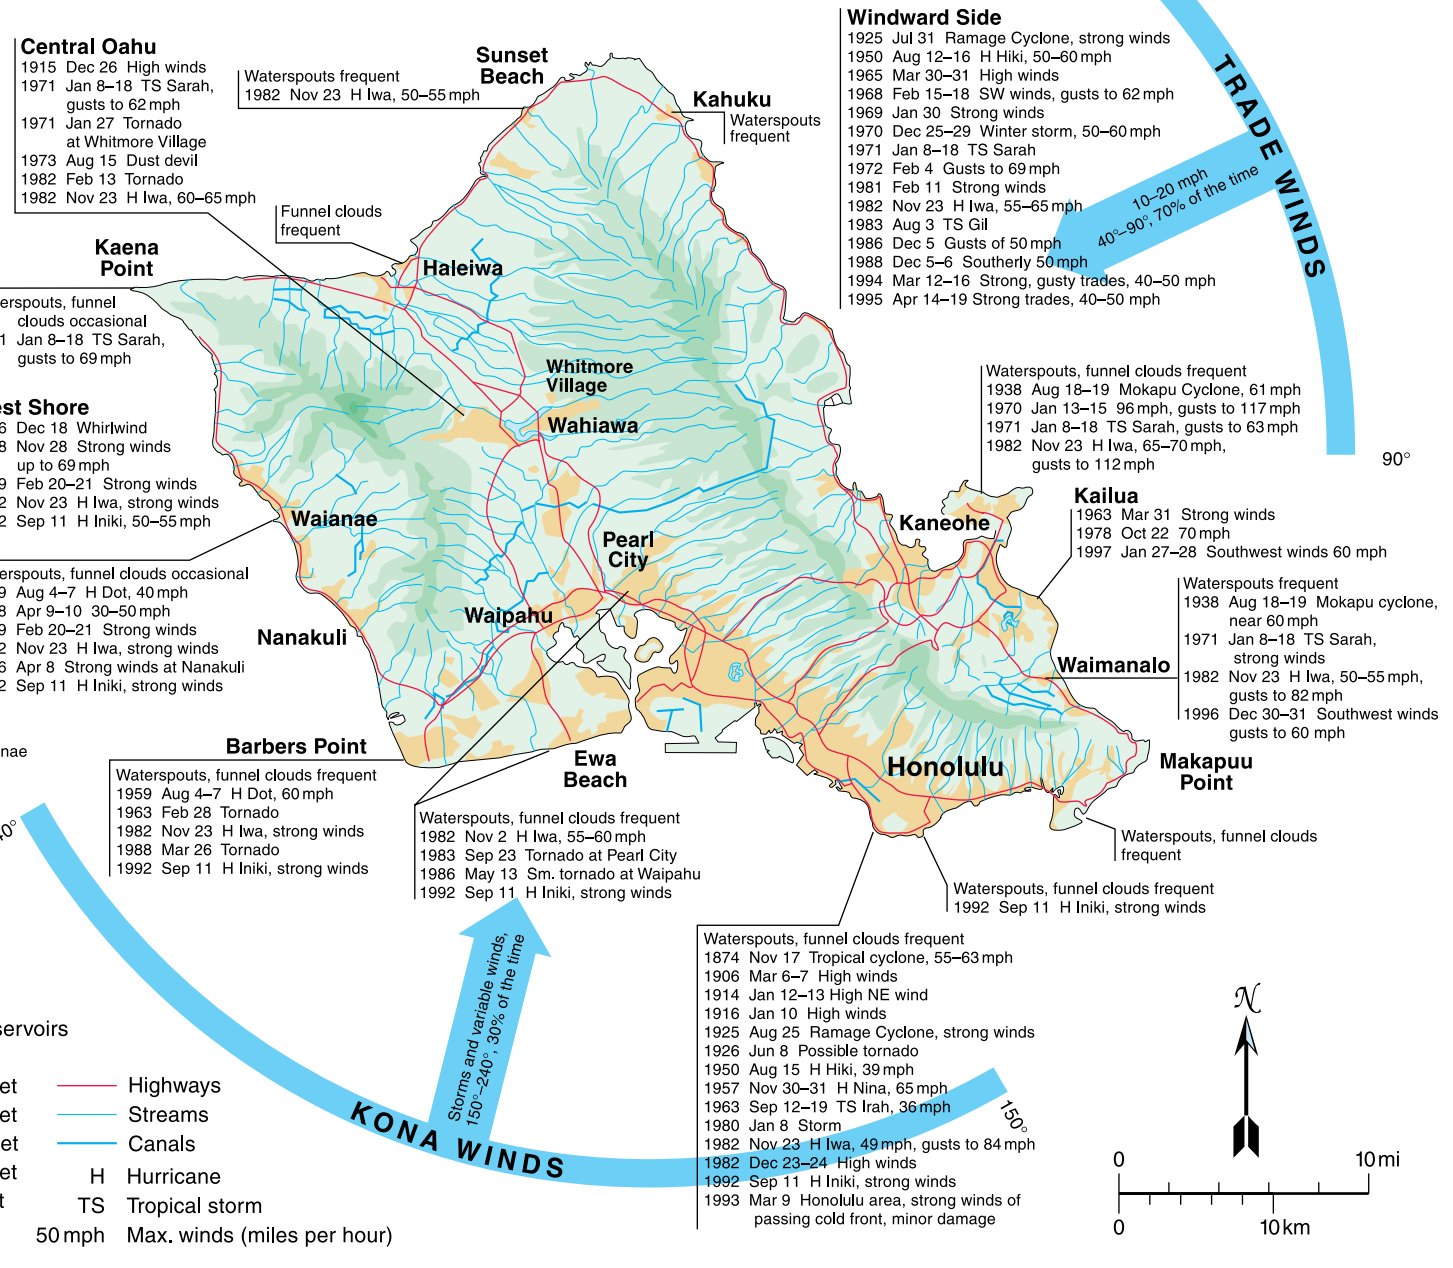 Windward Side
1925 Jul 31 Ramage Cyclone, strong winds
1950 Aug 12–16 H Hiki, 50–60 mph
1965 Mar 30–31 High winds
1968 Feb 15–18 SW winds, gusts to 62 mph
1969 Jan 30 Strong winds
1970 Dec 25–29 Winter storm, 50–60 mph
1971 Jan 8–18 TS Sarah
1972 Feb 4 Gusts to 69 mph
1981 Feb 11 Strong winds
1982 Nov 23 H Iwa, 55–65 mph
1983 Aug 3 TS Gil
1986 Dec 5 Gusts of 50 mph
1988 Dec 5–6 Southerly 50 mph
1994 Mar 12–16 Strong, gusty trades, 40–50 mph
1995 Apr 14–19 Strong trades, 40–50 mph
TRADE WINDS
10–20 mph
40°–90°, 70% of the time
90°
Central Oahu
1915 Dec 26 High winds
1971 Jan 8–18 TS Sarah,
gusts to 62 mph
1971 Jan 27 Tornado
at Whitmore Village
1973 Aug 15 Dust devil
1982 Feb 13 Tornado
1982 Nov 23 H Iwa, 60–65 mph
Sunset
Beach
Waterspouts frequent
1982 Nov 23 H Iwa, 50–55 mph
Kahuku
Waterspouts
frequent
Funnel clouds
frequent
Haleiwa
Kaena
Point
erspouts, funnel
clouds occasional
1 Jan 8–18 TS Sarah,
gusts to 69 mph
est Shore
6 Dec 18 Whirlwind
8 Nov 28 Strong winds
up to 69 mph
9 Feb 20–21 Strong winds
2 Nov 23 H Iwa, strong winds
2 Sep 11 H Iniki, 50–55 mph
Whitmore
Village
Wahiawa
Waianae
erspouts, funnel clouds occasional
9 Aug 4–7 H Dot, 40 mph
8 Apr 9–10 30–50 mph
9 Feb 20–21 Strong winds
2 Nov 23 H Iwa, strong winds
6 Apr 8 Strong winds at Nanakuli
2 Sep 11 H Iniki, strong winds
Nanakuli
Pearl
City
Waipahu
Waterspouts, funnel clouds frequent
1938 Aug 18–19 Mokapu Cyclone, 61 mph
1970 Jan 13–15 96 mph, gusts to 117 mph
1971 Jan 8–18 TS Sarah, gusts to 63 mph
1982 Nov 23 H Iwa, 65–70 mph,
gusts to 112 mph
Kaneohe
Kailua
1963 Mar 31 Strong winds
1978 Oct 22 70 mph
1997 Jan 27–28 Southwest winds 60 mph
Waterspouts frequent
1938 Aug 18–19 Mokapu cyclone,
near 60 mph
1971 Jan 8–18 TS Sarah,
strong winds
1982 Nov 23 H Iwa, 50–55 mph,
gusts to 82 mph
1996 Dec 30–31 Southwest winds
gusts to 60 mph
Waimanalo
Makapuu
Point
Waterspouts, funnel clouds
frequent
Honolulu
Waterspouts, funnel clouds frequent
1992 Sep 11 H Iniki, strong winds
nae
Barbers Point
Waterspouts, funnel clouds frequent
1959 Aug 4–7 H Dot, 60 mph
1963 Feb 28 Tornado
1982 Nov 23 H Iwa, strong winds
1988 Mar 26 Tornado
1992 Sep 11 H Iniki, strong winds
Ewa
Beach
Waterspouts, funnel clouds frequent
1982 Nov 2 H Iwa, 55–60 mph
1983 Sep 23 Tornado at Pearl City
1986 May 13 Sm. tornado at Waipahu
1992 Sep 11 H Iniki, strong winds
Waterspouts, funnel clouds frequent
1874 Nov 17 Tropical cyclone, 55–63 mph
1906 Mar 6–7 High winds
1914 Jan 12–13 High NE wind
1916 Jan 10 High winds
1925 Aug 25 Ramage Cyclone, strong winds
1926 Jun 8 Possible tornado
1950 Aug 15 H Hiki, 39 mph
1957 Nov 30–31 H Nina, 65 mph
1963 Sep 12–19 TS Irah, 36 mph
1980 Jan 8 Storm
1982 Nov 23 H Iwa, 49 mph, gusts to 84 mph
1982 Dec 23–24 High winds
1992 Sep 11 H Iniki, strong winds
1993 Mar 9 Honolulu area, strong winds of
passing cold front, minor damage
Storms and variable winds,
150°–240°, 30% of the time
KONA WINDS
150°
40°
servoirs
et
et
et
et
t
Highways
Streams
Canals
H Hurricane
TS Tropical storm
50 mph Max. winds (miles per hour)
N
0 10 mi
0 10 km